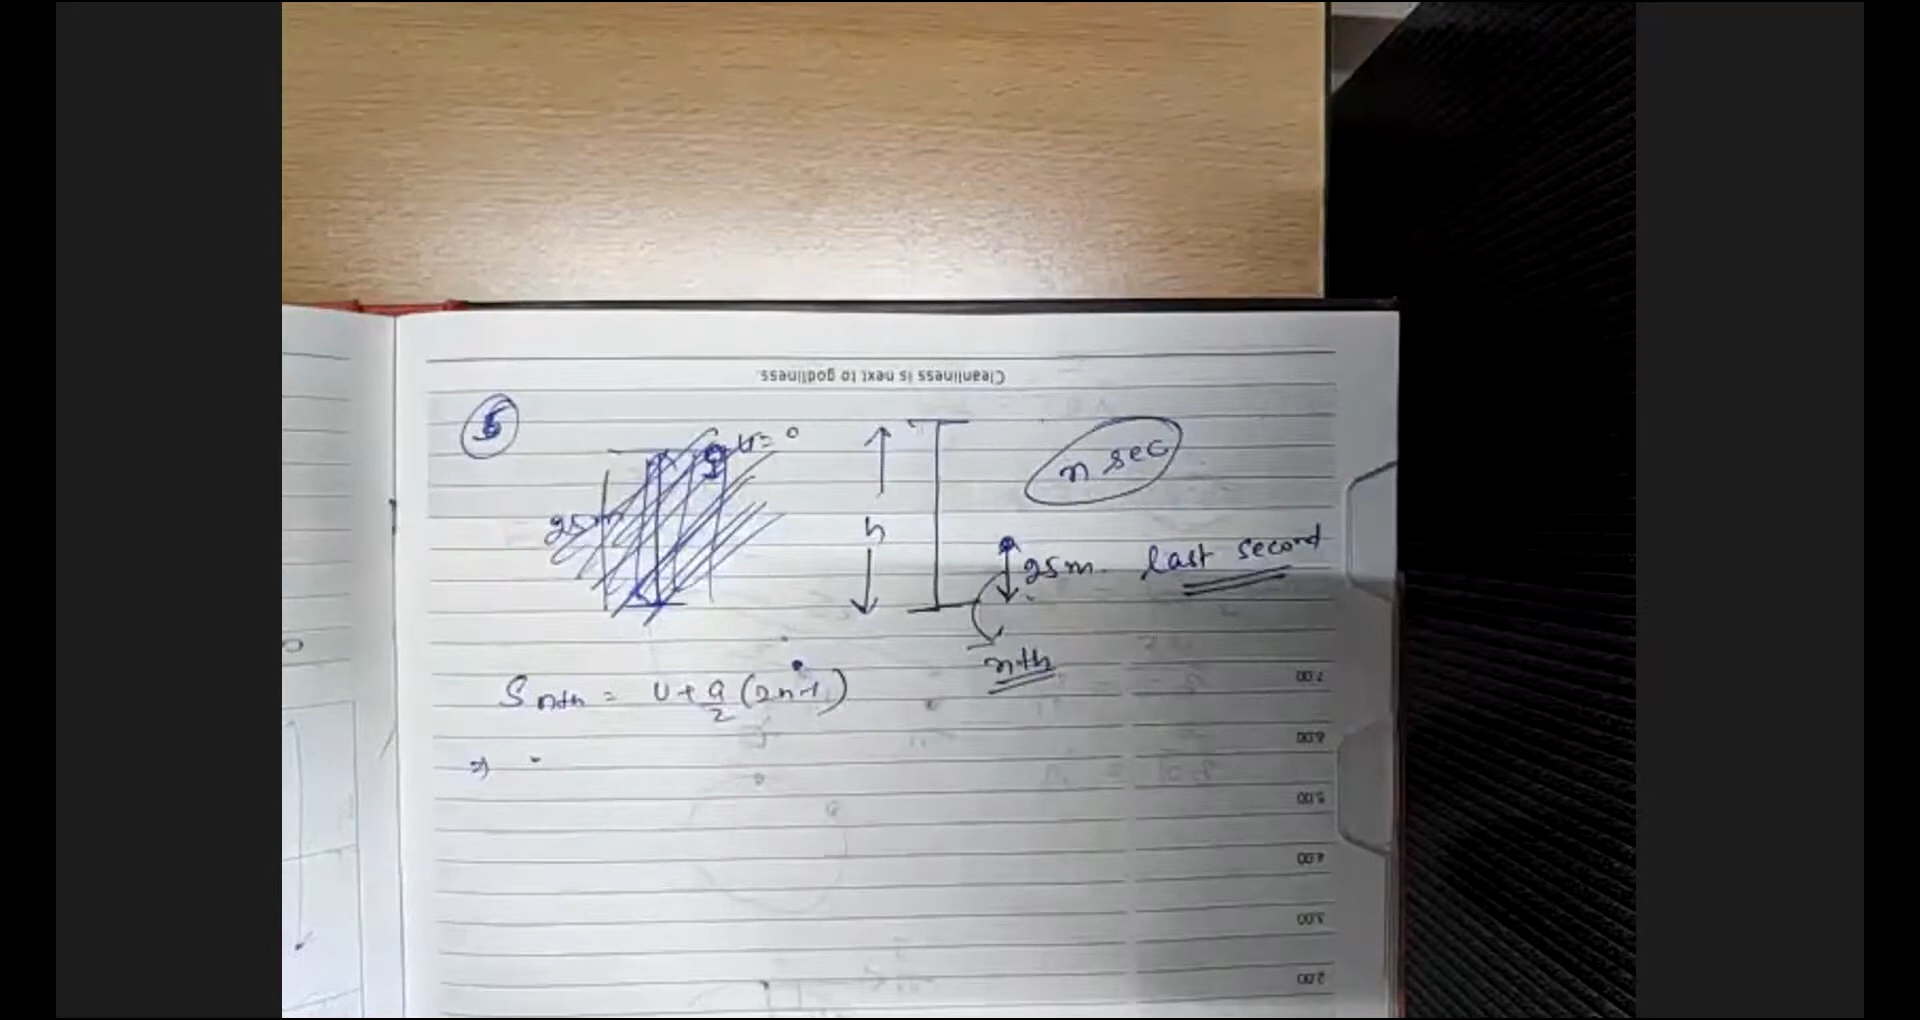 Cleanliness is next to godliness.
5
u = 0
25m
h
n sec
25m. last second
nth
S nth = u + a/2 (2n-1)
⇒
7.00
6.00
5.00
4.00
3.00
2.00